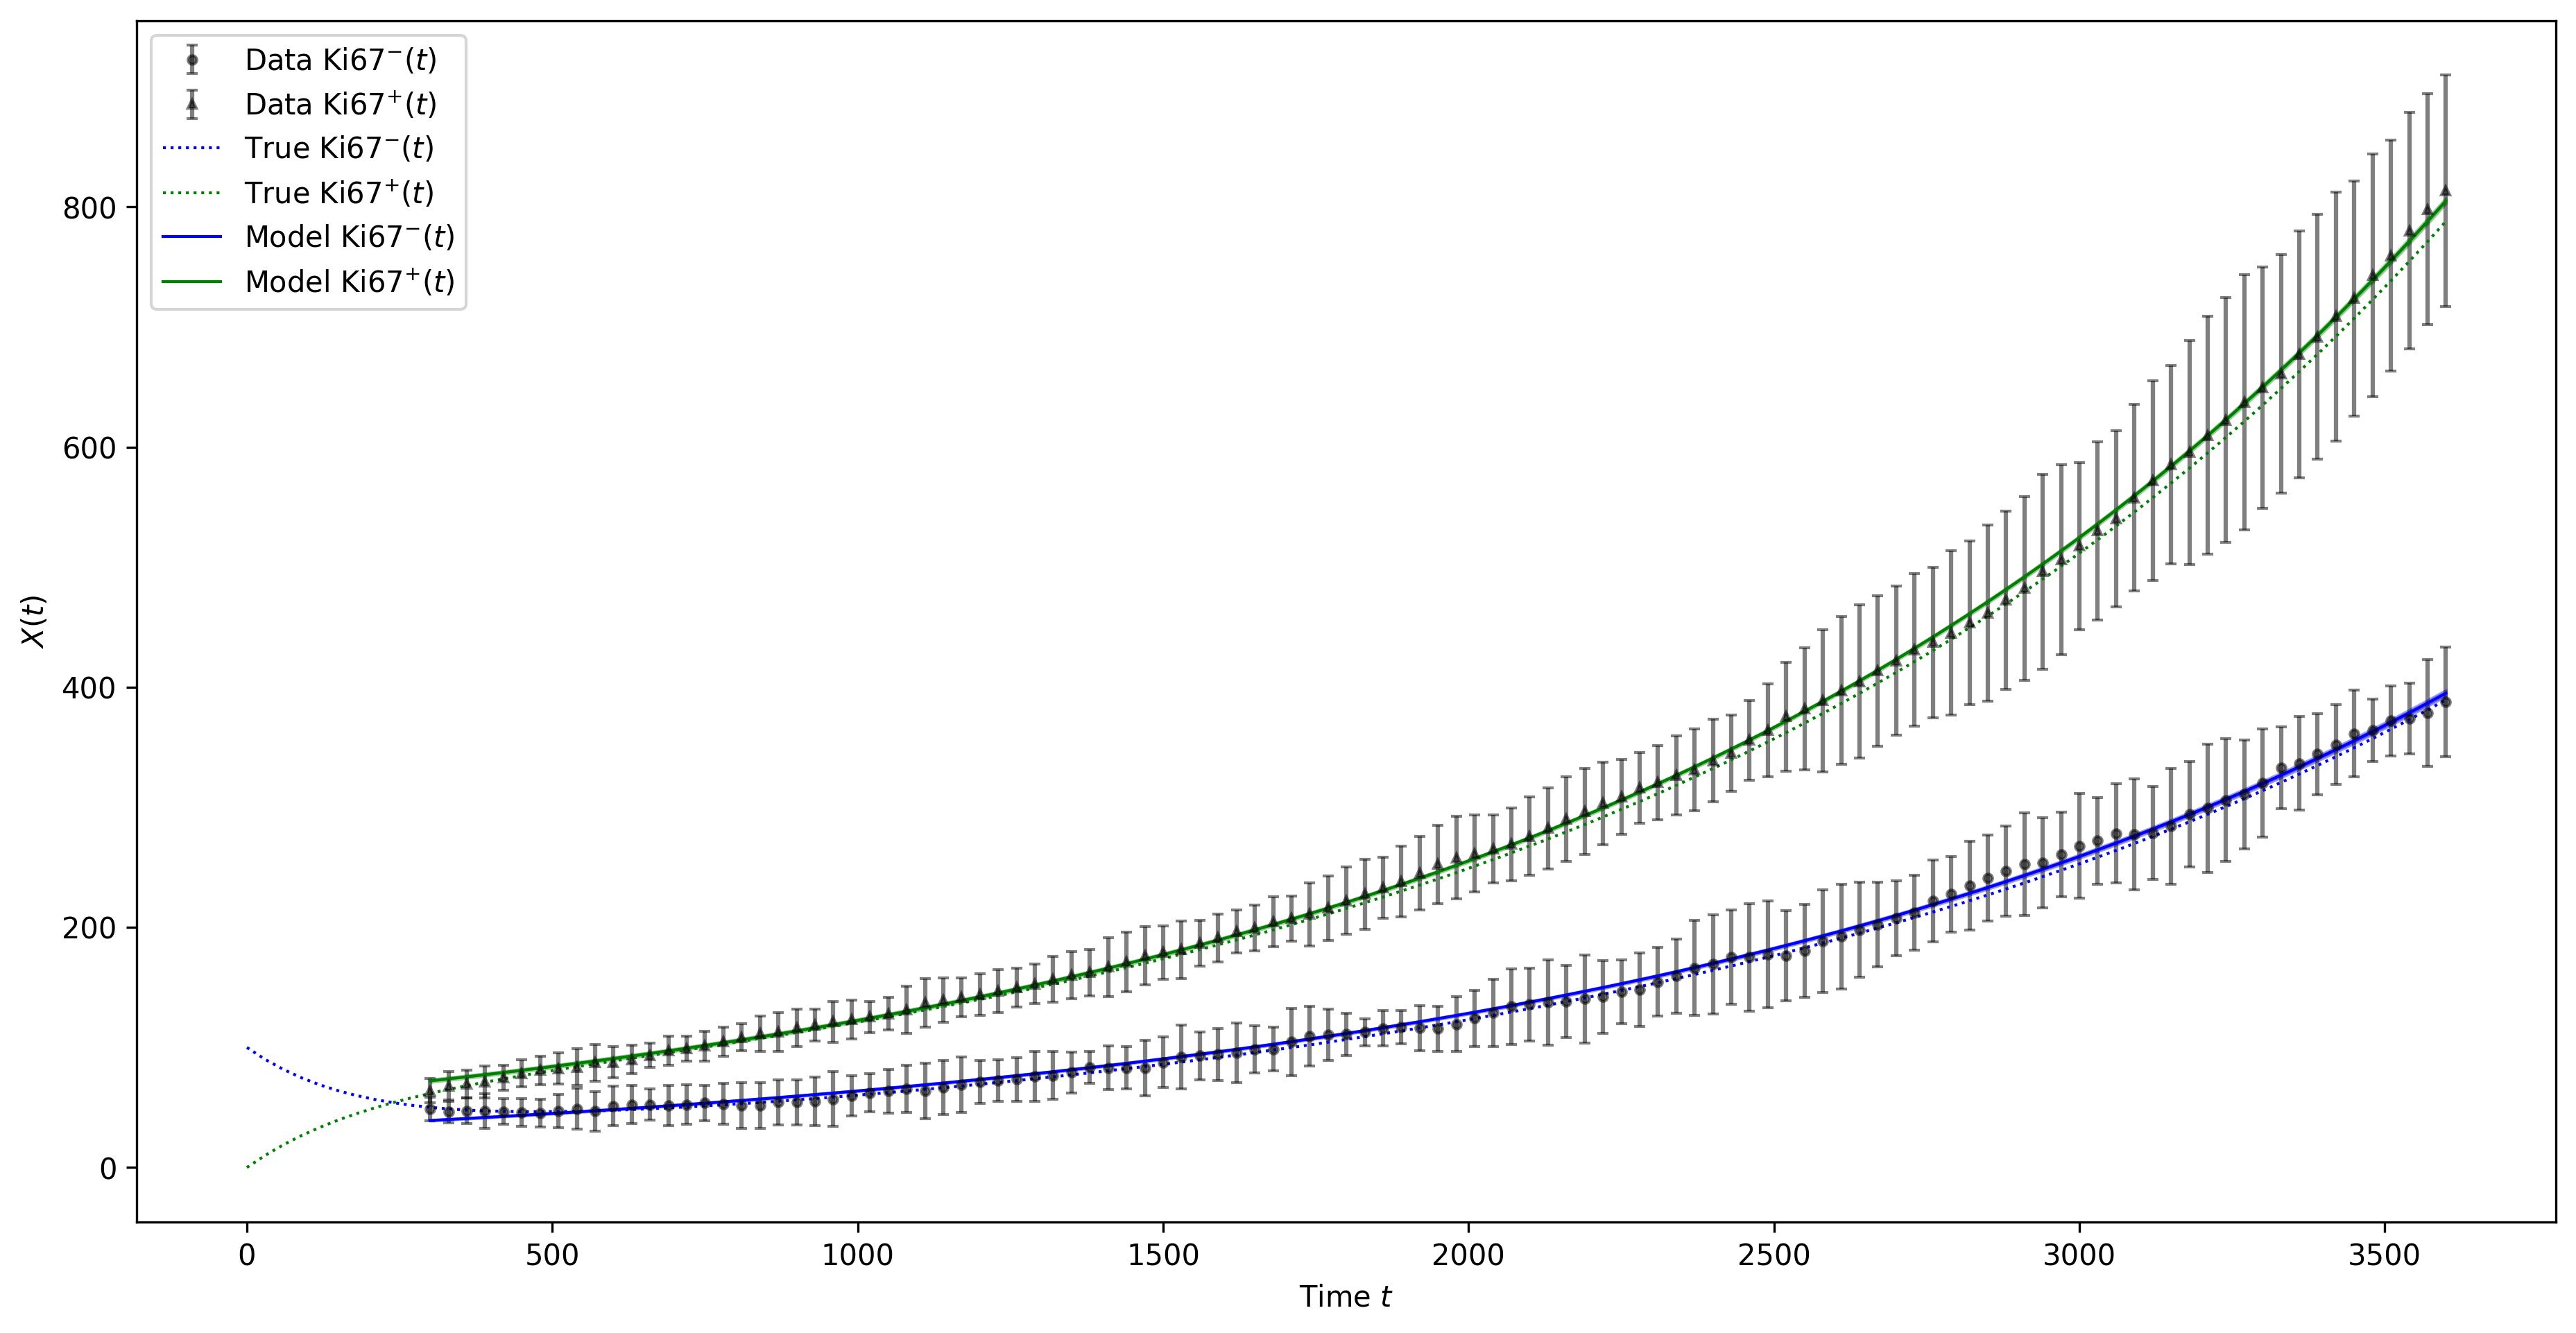 Data Ki67⁻(t)
Data Ki67⁺(t)
True Ki67⁻(t)
True Ki67⁺(t)
Model Ki67⁻(t)
Model Ki67⁺(t)
800
600
400
200
0
X(t)
0 500 1000 1500 2000 2500 3000 3500
Time t